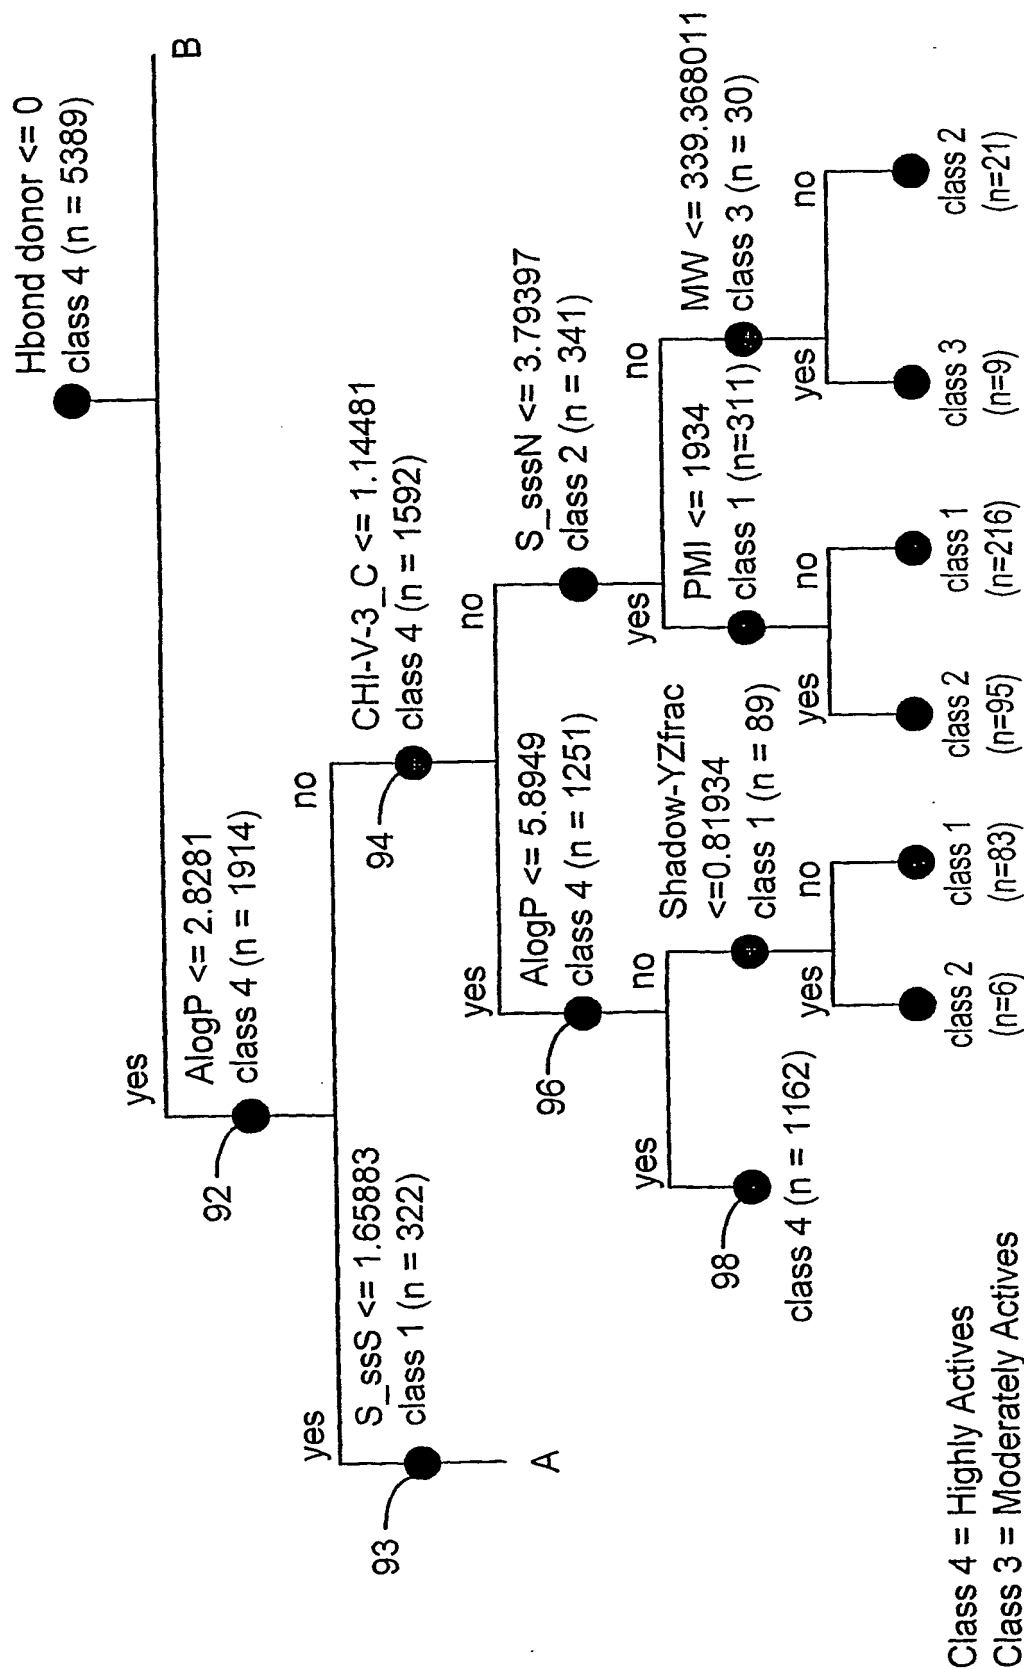 Hbond donor <= 0
class 4 (n = 5389)
B
yes
AlogP <= 2.8281
class 4 (n = 1914)
92
no
CHI-V-3_C <= 1.14481
class 4 (n = 1592)
94
yes
S_ssS <= 1.65883
class 1 (n = 322)
93
A
yes
AlogP <= 5.8949
class 4 (n = 1251)
96
no
S_sssN <= 3.79397
class 2 (n = 341)
yes
98
class 4 (n = 1162)
no
Shadow-YZfrac
<=0.81934
class 1 (n = 89)
yes
PMI <= 1934
class 1 (n=311)
no
MW <= 339.368011
class 3 (n = 30)
yes
class 2
(n=6)
no
class 1
(n=83)
yes
class 2
(n=95)
no
class 1
(n=216)
yes
class 3
(n=9)
no
class 2
(n=21)
Class 4 = Highly Actives
Class 3 = Moderately Actives